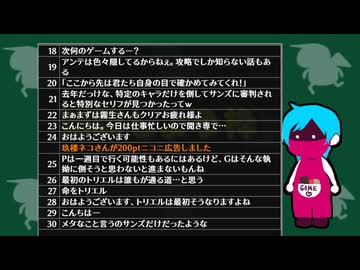 18 次何のゲームするー？
19 アンテは色々隠してるからねぇ。攻略でしか知らない話もある
20 「ここから先は君たち自身の目で確かめてみてくれ！」
21 去年だっけな、特定のキャラだけ倒してサンズに審判されると特別なセリフが見つかったってw
22 まぁまずは霧生さんもクリアお疲れ様よ
23 こんにちは。今日は仕事忙しいので聞き専で…
24 おはようございます
玖楼ネコさんが200ptニコニ広告しました
25 Pは一週目で行く可能性もあるにはあるけど、Gはそんな執拗に倒そうと思わないと進まないもんね
26 最初のトリエルは誰もが通る道…と思う
27 命をトリエル
28 おはようございます、トリエルは最初そうなりますよね
29 こんちはー
30 メタなこと言うのサンズだけだったような
GAME